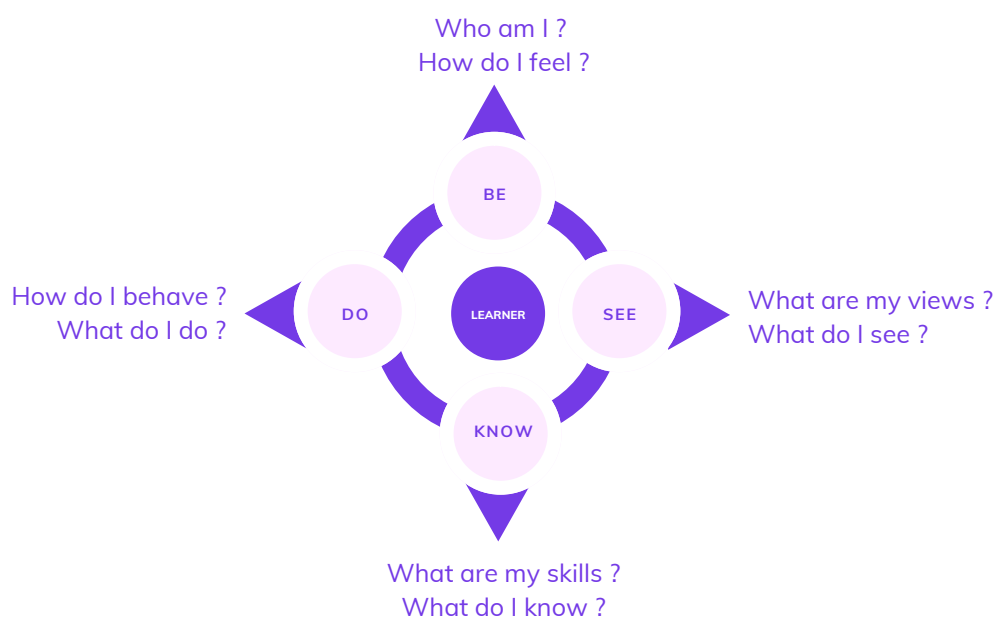 Who am I ?
How do I feel ?
BE
How do I behave ?
What do I do ?
DO
LEARNER
SEE
What are my views ?
What do I see ?
KNOW
What are my skills ?
What do I know ?